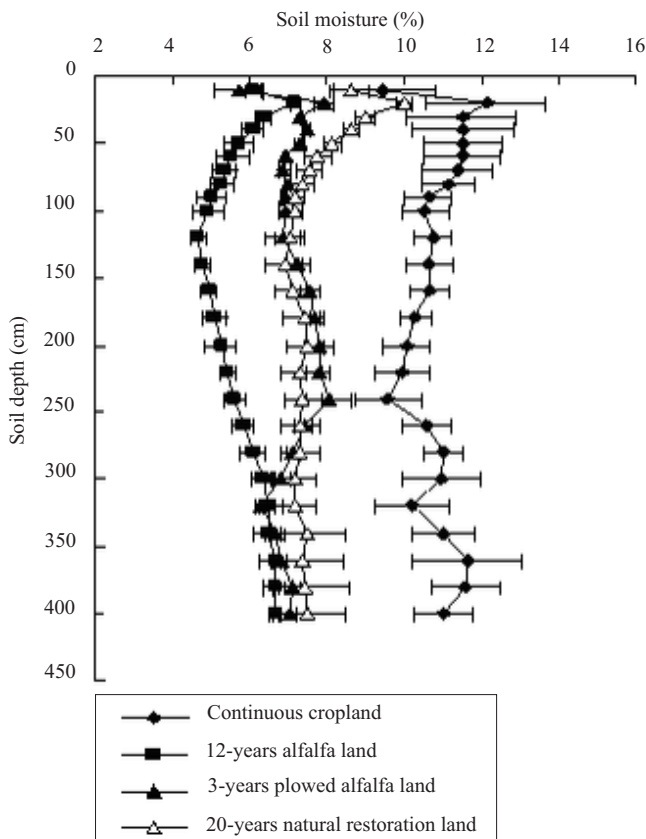 Soil moisture (%)
2 4 6 8 10 12 14 16
0
50
100
150
200
250
300
350
400
450
Soil depth (cm)
Continuous cropland
12-years alfalfa land
3-years plowed alfalfa land
20-years natural restoration land